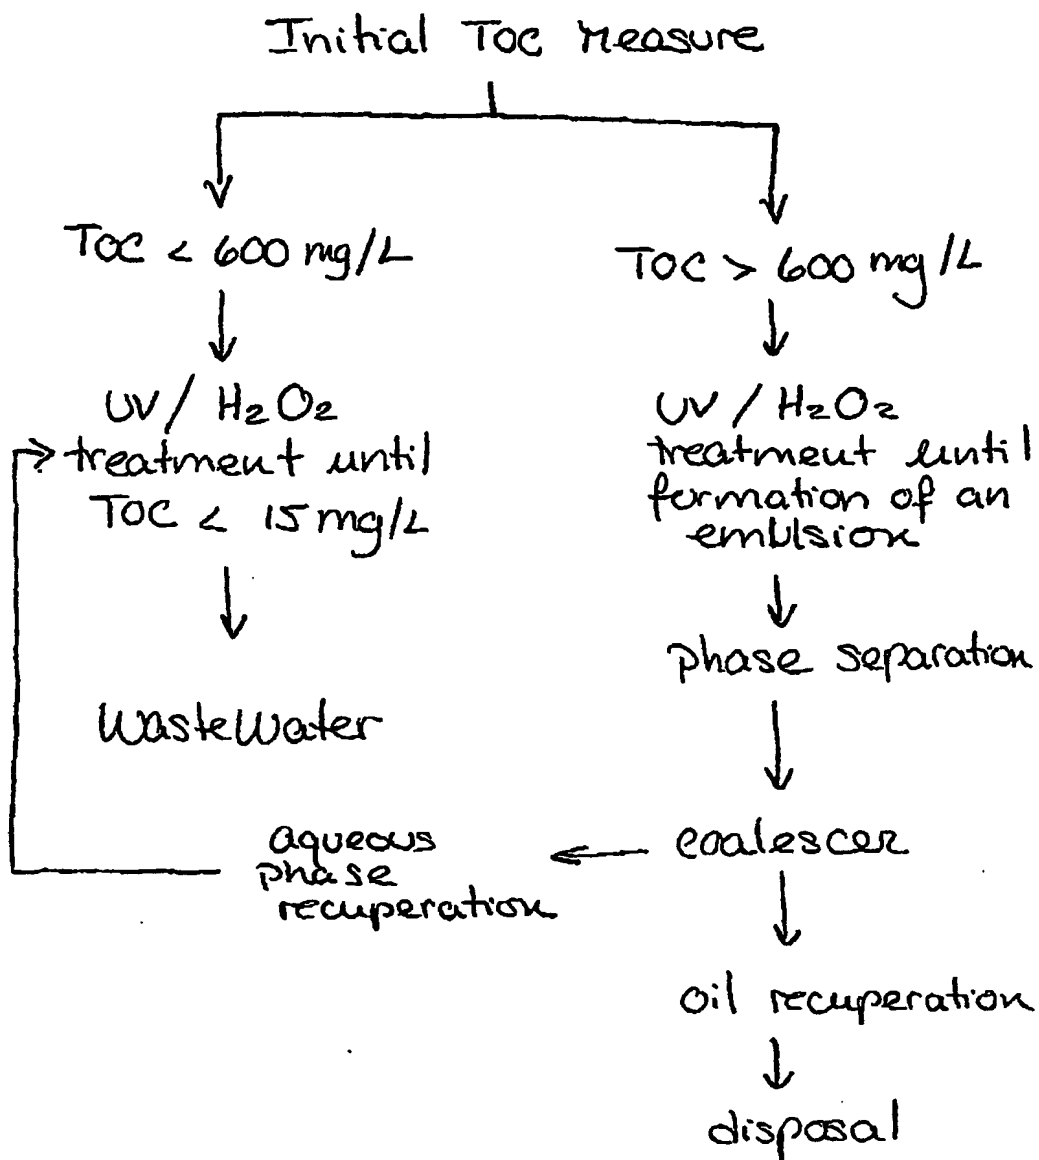 Initial TOC measure
TOC < 600 mg/L
TOC > 600 mg/L
UV / H2O2
treatment until
TOC < 15 mg/L
UV / H2O2
treatment until
formation of an
emulsion
phase separation
WasteWater
coalescer
aqueous
phase
recuperation
oil recuperation
disposal